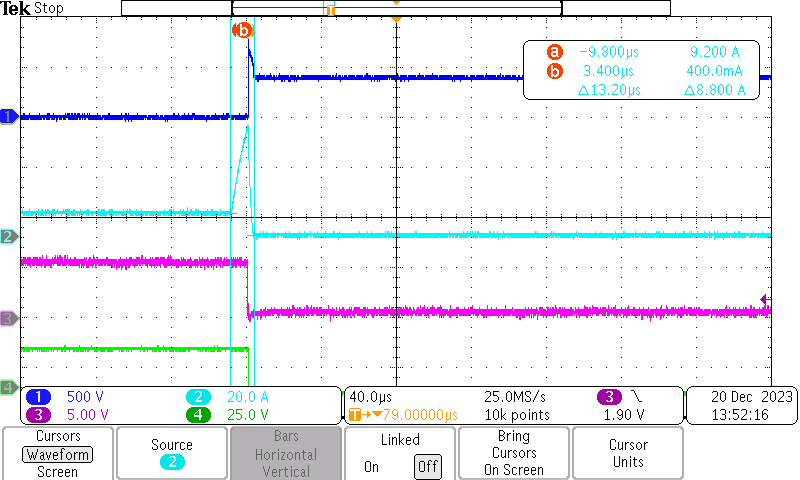 Tek Stop
T
b
a -9.800µs 9.200 A
b 3.400µs 400.0mA
△13.20µs △8.800 A
1
2
3
4
1 500 V 2 20.0 A 40.0µs 25.0MS/s 3 1.90 V 20 Dec 2023
3 5.00 V 4 25.0 V T→▼79.00000µs 10k points 13:52:16
Cursors
Waveform
Screen
Source
2
Bars
Horizontal
Vertical
Linked
On Off
Bring
Cursors
On Screen
Cursor
Units